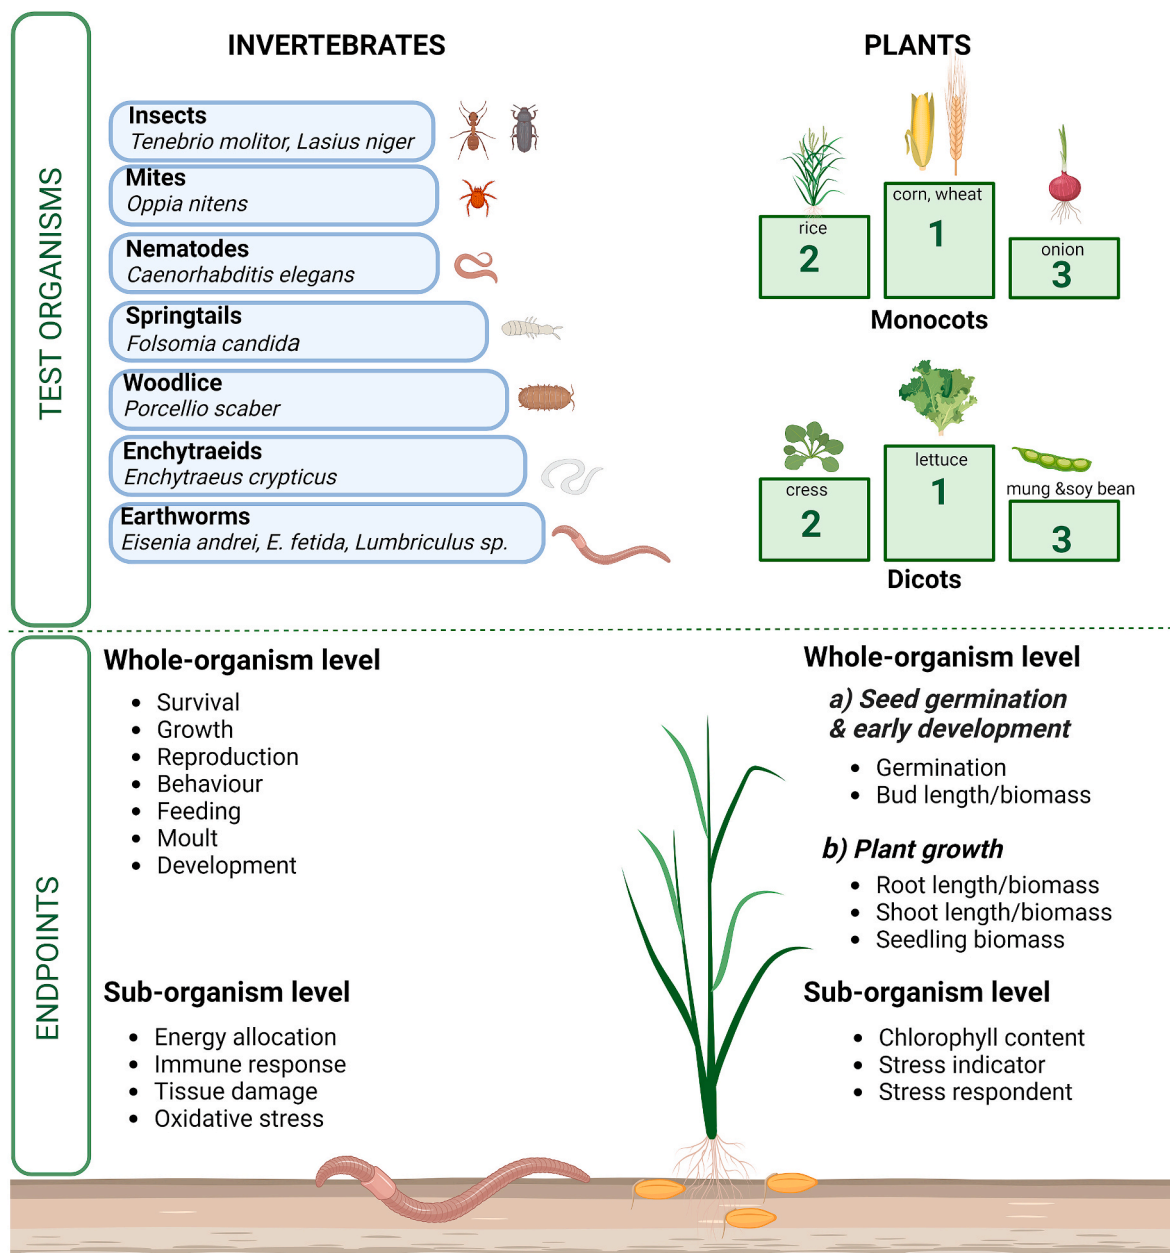 TEST ORGANISMS
INVERTEBRATES
Insects
Tenebrio molitor, Lasius niger
Mites
Oppia nitens
Nematodes
Caenorhabditis elegans
Springtails
Folsomia candida
Woodlice
Porcellio scaber
Enchytraeids
Enchytraeus crypticus
Earthworms
Eisenia andrei, E. fetida, Lumbriculus sp.
PLANTS
corn, wheat
1
rice
2
onion
3
Monocots
lettuce
1
cress
2
mung &soy bean
3
Dicots
ENDPOINTS
Whole-organism level
• Survival
• Growth
• Reproduction
• Behaviour
• Feeding
• Moult
• Development
Sub-organism level
• Energy allocation
• Immune response
• Tissue damage
• Oxidative stress
Whole-organism level
a) Seed germination
& early development
• Germination
• Bud length/biomass
b) Plant growth
• Root length/biomass
• Shoot length/biomass
• Seedling biomass
Sub-organism level
• Chlorophyll content
• Stress indicator
• Stress respondent